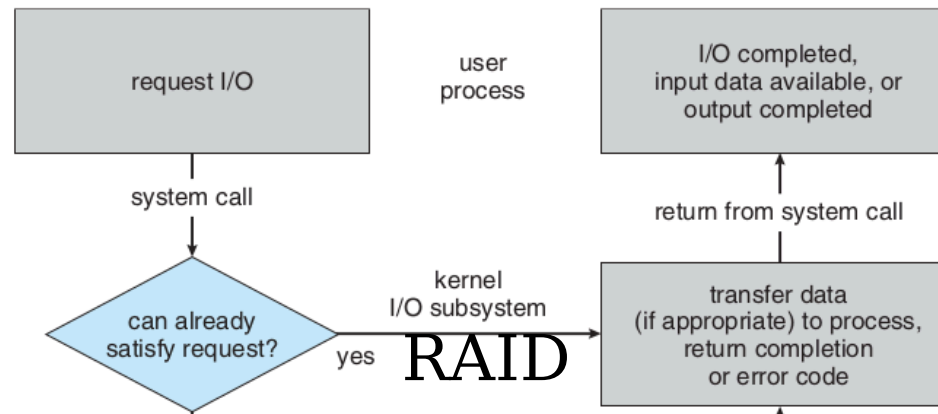 request I/O
user
process
I/O completed,
input data available, or
output completed
system call
return from system call
can already
satisfy request?
kernel
I/O subsystem
yes
RAID
transfer data
(if appropriate) to process,
return completion
or error code